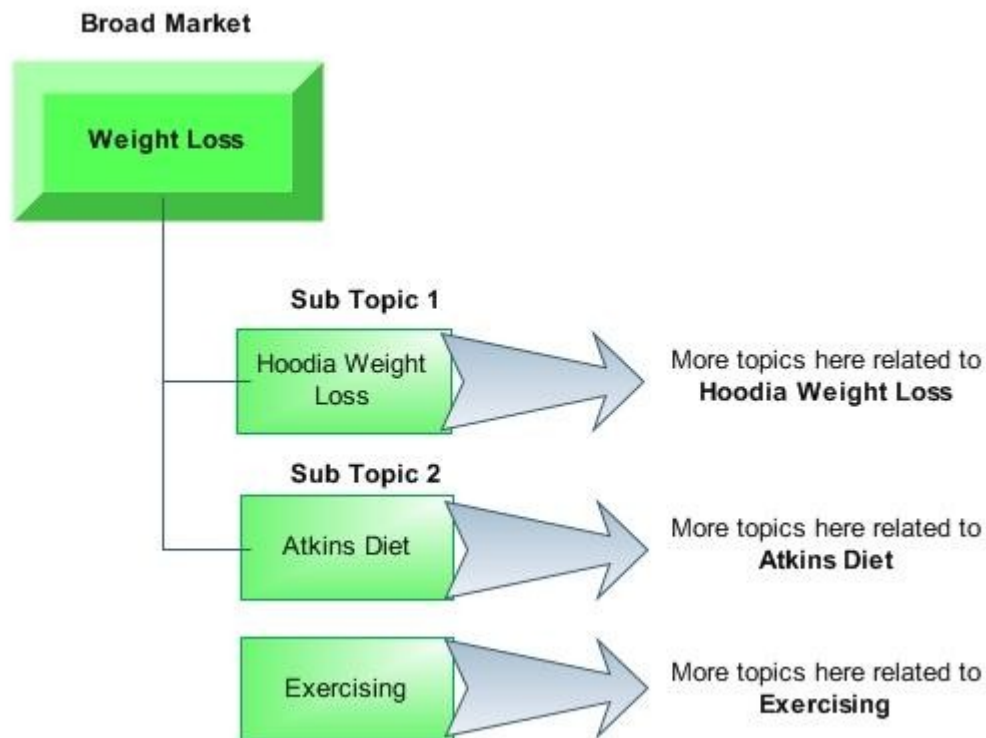 Broad Market
Weight Loss
Sub Topic 1
Hoodia Weight
Loss
More topics here related to
Hoodia Weight Loss
Sub Topic 2
Atkins Diet
More topics here related to
Atkins Diet
Exercising
More topics here related to
Exercising